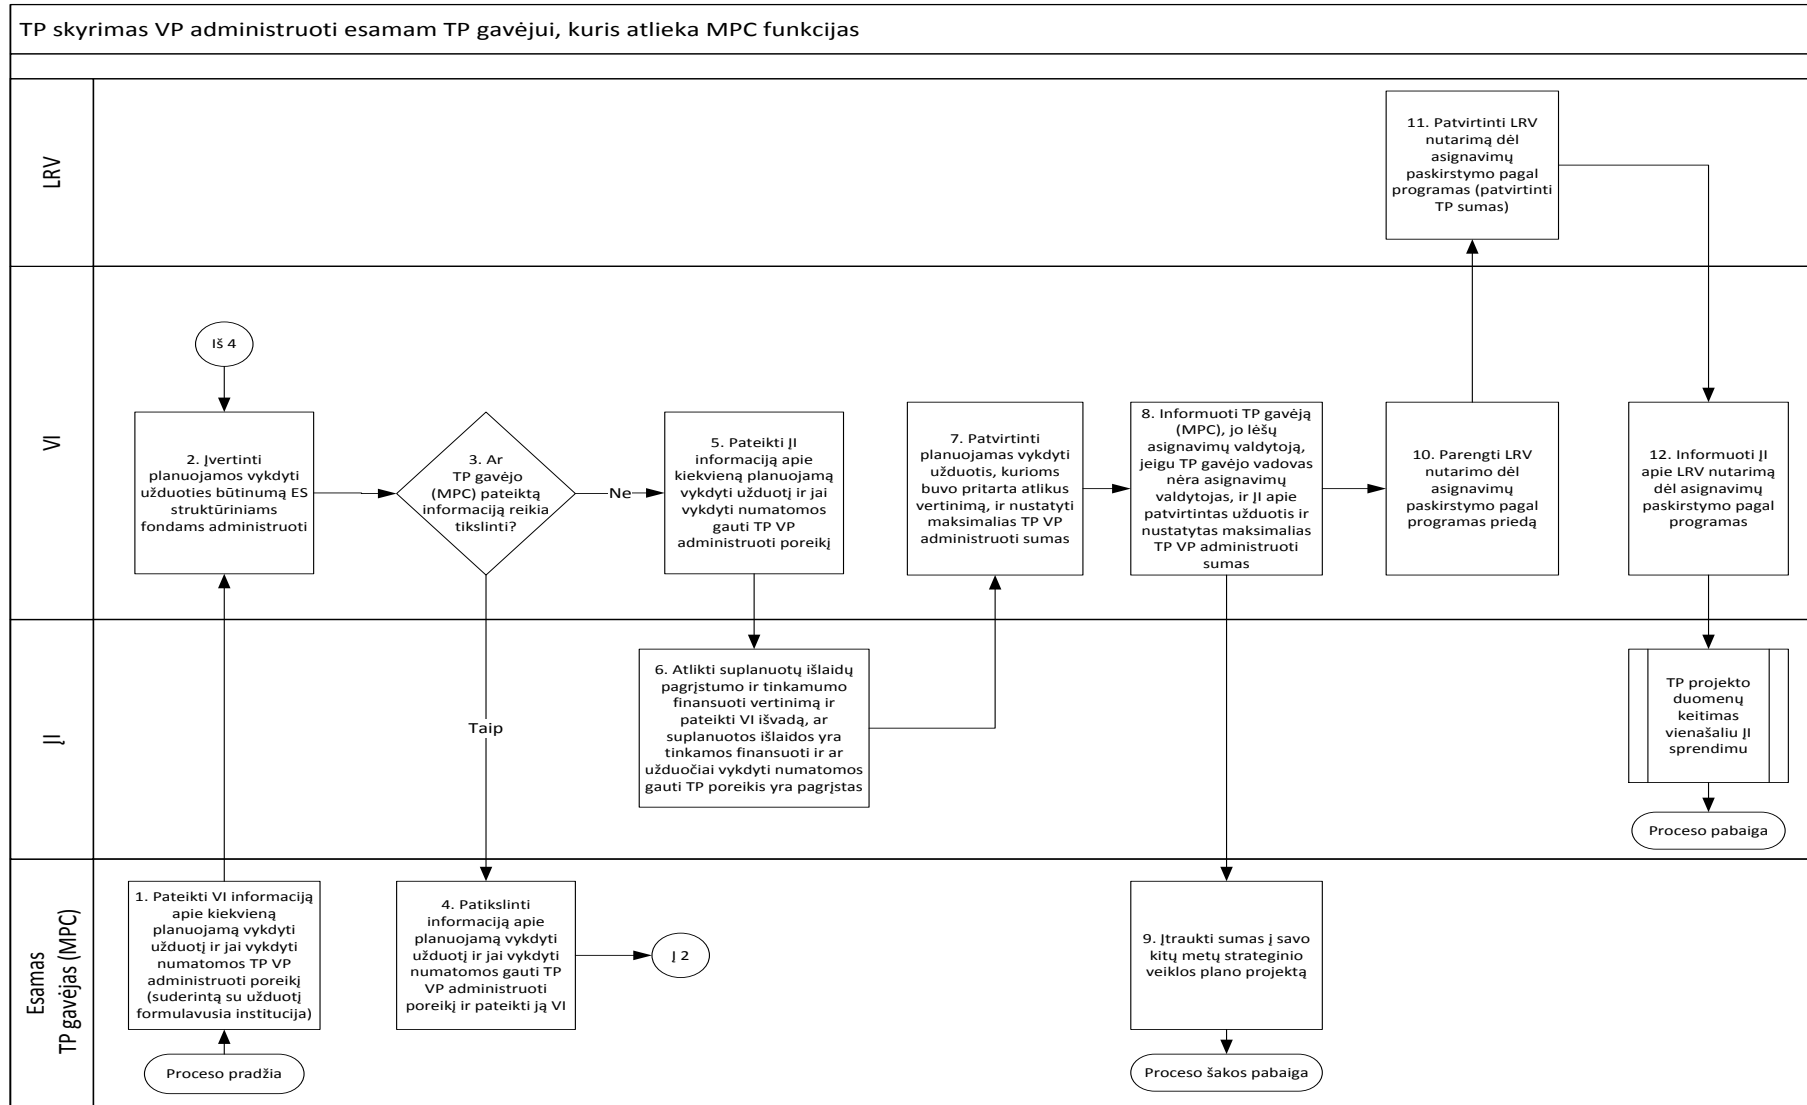 TP skyrimas VP administruoti esamam TP gavėjui, kuris atlieka MPC funkcijas
LRV
11. Patvirtinti LRV
nutarimą dėl
asignavimų
paskirstymo pagal
programas (patvirtinti
TP sumas)
VI
Iš 4
2. Įvertinti
planuojamos vykdyti
užduoties būtinumą ES
struktūriniams
fondams administruoti
3. Ar
TP gavėjo
(MPC) pateiktą
informaciją reikia
tikslinti?
Ne
5. Pateikti ĮI
informaciją apie
kiekvieną planuojamą
vykdyti užduotį ir jai
vykdyti numatomos
gauti TP VP
administruoti poreikį
7. Patvirtinti
planuojamas vykdyti
užduotis, kurioms
buvo pritarta atlikus
vertinimą, ir nustatyti
maksimalias TP VP
administruoti sumas
8. Informuoti TP gavėją
(MPC), jo lėšų
asignavimų valdytoją,
jeigu TP gavėjo vadovas
nėra asignavimų
valdytojas, ir ĮI apie
patvirtintas užduotis ir
nustatytas maksimalias
TP VP administruoti
sumas
10. Parengti LRV
nutarimo dėl
asignavimų
paskirstymo pagal
programas priedą
12. Informuoti ĮI
apie LRV nutarimą
dėl asignavimų
paskirstymo pagal
programas
ĮI
Taip
6. Atlikti suplanuotų išlaidų
pagrįstumo ir tinkamumo
finansuoti vertinimą ir
pateikti VI išvadą, ar
suplanuotos išlaidos yra
tinkamos finansuoti ir ar
užduočiai vykdyti numatomos
gauti TP poreikis yra pagrįstas
TP projekto
duomenų
keitimas
vienašaliu ĮI
sprendimu
Proceso pabaiga
Esamas
TP gavėjas (MPC)
1. Pateikti VI informaciją
apie kiekvieną
planuojamą vykdyti
užduotį ir jai vykdyti
numatomos TP VP
administruoti poreikį
(suderintą su užduotį
formulavusia institucija)
Proceso pradžia
4. Patikslinti
informaciją apie
planuojamą vykdyti
užduotį ir jai vykdyti
numatomos gauti TP
VP administruoti
poreikį ir pateikti ją VI
Į 2
9. Įtraukti sumas į savo
kitų metų strateginio
veiklos plano projektą
Proceso šakos pabaiga